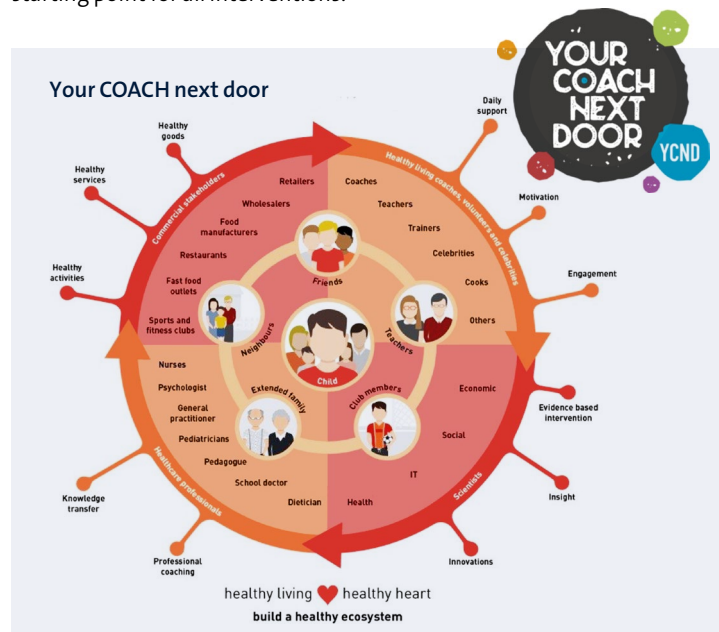 starting point for all interventions.
YOUR
COACH
NEXT
DOOR
YCND
Your COACH next door
Daily
support
Healthy
goods
Healthy
services
Healthy
activities
Motivation
Engagement
Commercial stakeholders
Healthy living coaches, volunteers and celebrities
Retailers
Wholesalers
Food
manufacturers
Restaurants
Fast food
outlets
Sports and
fitness clubs
Coaches
Teachers
Trainers
Celebrities
Cooks
Others
Friends
Neighbours
Teachers
Child
Extended family
Club members
Nurses
Psychologist
General
practitioner
Pediatricians
Pedagogue
School doctor
Dietician
Economic
Social
IT
Health
Healthcare professionals
Scientists
Evidence based
intervention
Insight
Innovations
Knowledge
transfer
Professional
coaching
healthy living healthy heart
build a healthy ecosystem